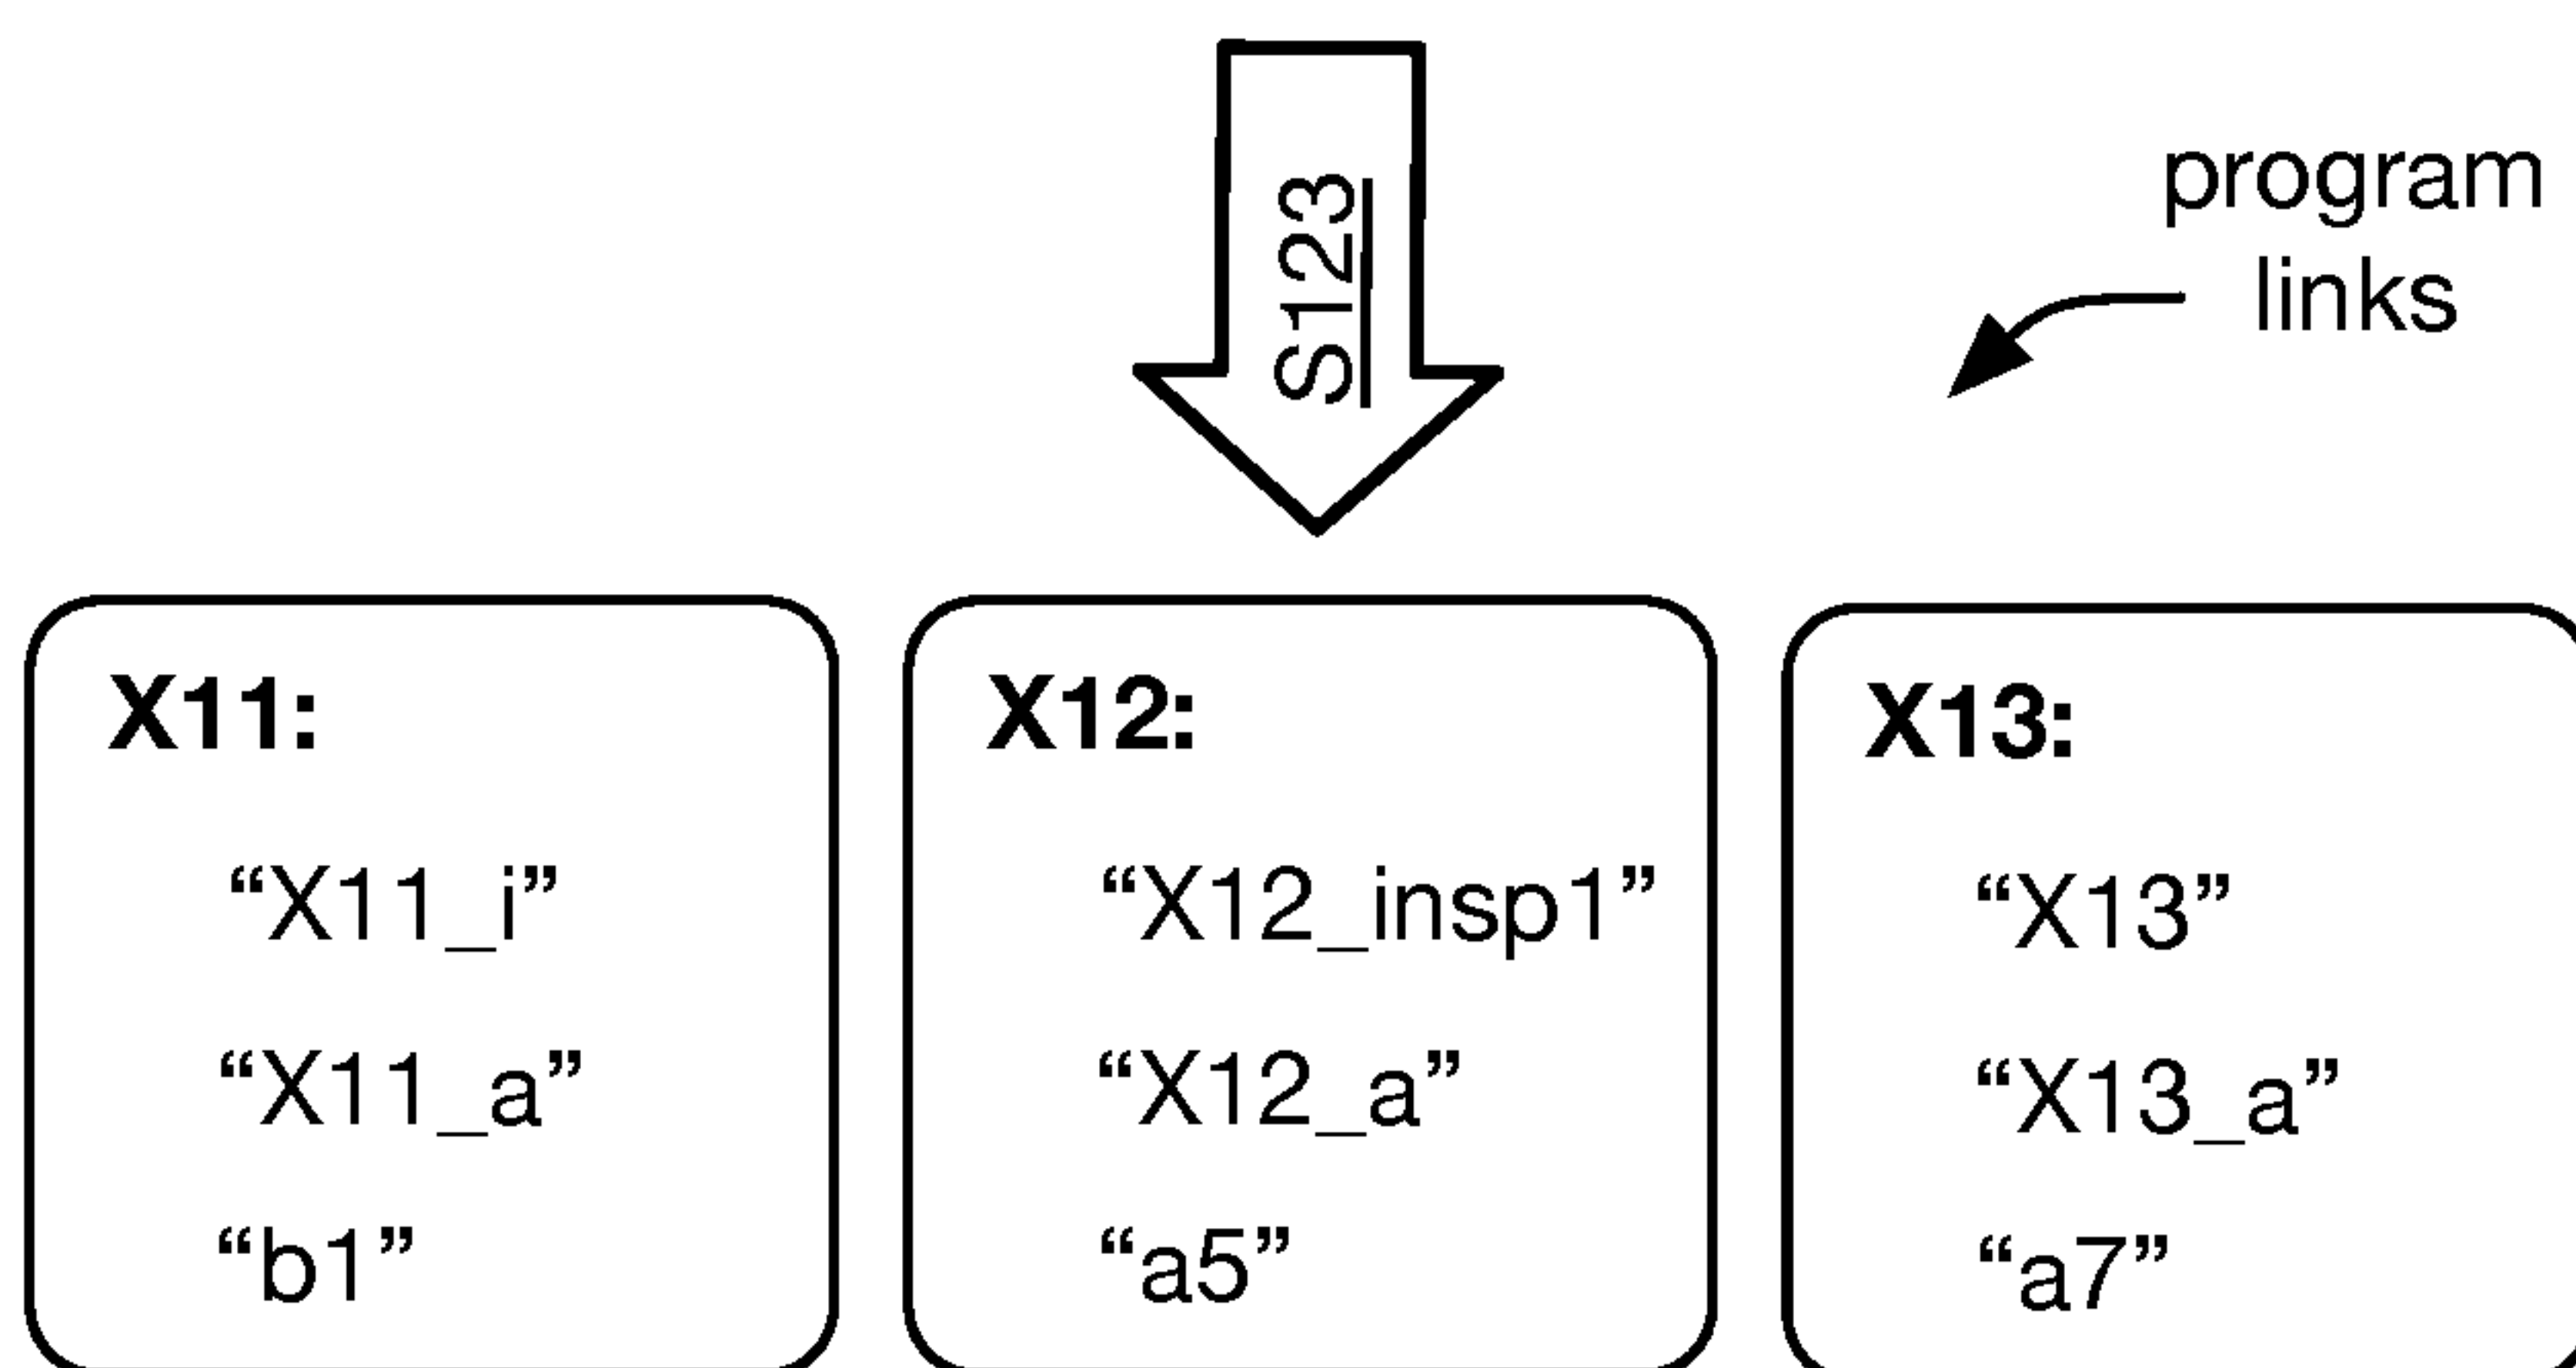 S123
program
links
X11:
“X11_i”
“X11_a”
“b1”
X12:
“X12_insp1”
“X12_a”
“a5”
X13:
“X13”
“X13_a”
“a7”